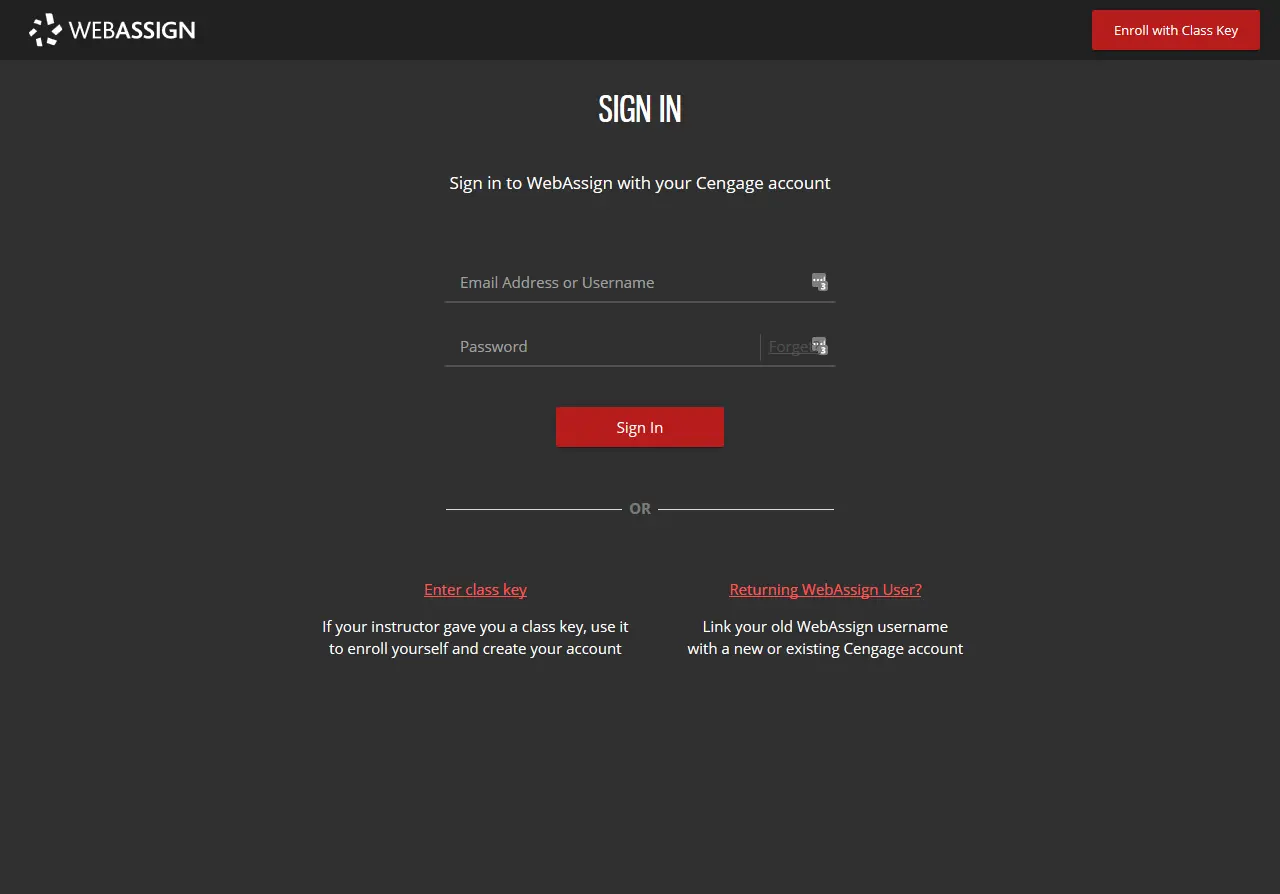 WEBASSIGN
Enroll with Class Key
SIGN IN
Sign in to WebAssign with your Cengage account
Email Address or Username
3
Password
3
Sign In
OR
Enter class key
If your instructor gave you a class key, use it
to enroll yourself and create your account
Returning WebAssign User?
Link your old WebAssign username
with a new or existing Cengage account